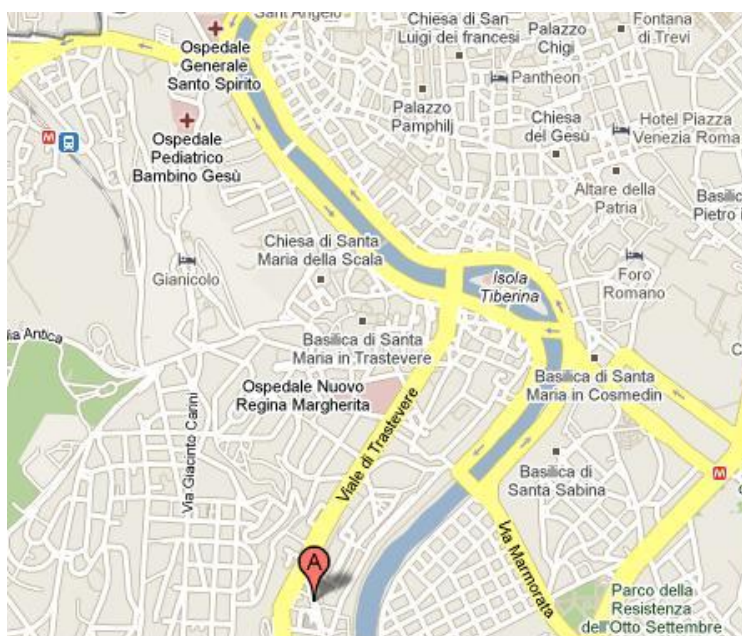 Sant'Angelo
Chiesa di San
Luigi dei francesi
Palazzo
Chigi
Fontana
di Trevi
Ospedale
Generale
Santo Spirito
Pantheon
Palazzo
Pamphilj
Chiesa
del Gesù
Hotel Piazza
Venezia Roma
M
Ospedale
Pediatrico
Bambino Gesù
Altare della
Patria
Pietro
Chiesa di Santa
Maria della Scala
Gianicolo
Isola
Tiberina
Foro
Romano
Antica
Basilica di Santa
Maria in Trastevere
Ospedale Nuovo
Regina Margherita
Basilica di Santa
Maria in Cosmedin
Via Giacinto Carini
Viale di Trastevere
Basilica di
Santa Sabina
M
Via Marmorata
A
Parco della
Resistenza
dell'Otto Settembre